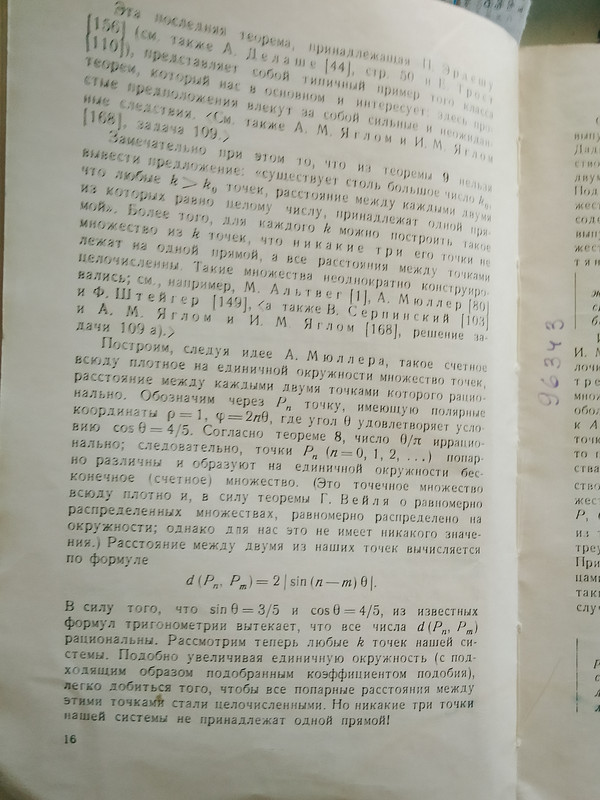 Эта последняя теорема, принадлежащая П. Эрдёшу
[156] (см. также А. Делаше [44], стр. 50 и Е. Трост
[110]), представляет собой типичный пример того класса
теорем, который нас в основном и интересует: здесь про-
стые предположения влекут за собой сильные и неожидан-
ные следствия. <См. также А. М. Яглом и И. М. Яглом
[168], задача 109.>
Замечательно при этом то, что из теоремы 9 нельзя
вывести предложение: «существует столь большое число k₀,
что любые k > k₀ точек, расстояние между каждыми двумя
из которых равно целому числу, принадлежат одной пря-
мой». Более того, для каждого k можно построить такое
множество из k точек, что никакие три его точки не
лежат на одной прямой, а все расстояния между точками
целочисленны. Такие множества неоднократно конструиро-
вались; см., например, М. Альтвег [1], А. Мюллер [80]
и Ф. Штейгер [149], <а также В. Серпинский [103]
и А. М. Яглом и И. М. Яглом [168], решение за-
дачи 109 а).>
Построим, следуя идее А. Мюллера, такое счетное
всюду плотное на единичной окружности множество точек,
расстояние между каждыми двумя точками которого рацио-
нально. Обозначим через Pₙ точку, имеющую полярные
координаты ρ = 1, φ = 2nθ, где угол θ удовлетворяет усло-
вию cos θ = 4/5. Согласно теореме 8, число θ/π иррацио-
нально; следовательно, точки Pₙ (n = 0, 1, 2, ...) попар-
но различны и образуют на единичной окружности бес-
конечное (счетное) множество. (Это точечное множество
всюду плотно и, в силу теоремы Г. Вейля о равномерно
распределенных множествах, равномерно распределено на
окружности; однако для нас это не имеет никакого значе-
ния.) Расстояние между двумя из наших точек вычисляется
по формуле
d (Pₙ, Pₘ) = 2 | sin (n — m) θ |.
В силу того, что sin θ = 3/5 и cos θ = 4/5, из известных
формул тригонометрии вытекает, что все числа d (Pₙ, Pₘ)
рациональны. Рассмотрим теперь любые k точек нашей си-
стемы. Подобно увеличивая единичную окружность (с под-
ходящим образом подобранным коэффициентом подобия),
легко добиться того, чтобы все попарные расстояния между
этими точками стали целочисленными. Но никакие три точки
нашей системы не принадлежат одной прямой!
16
96343